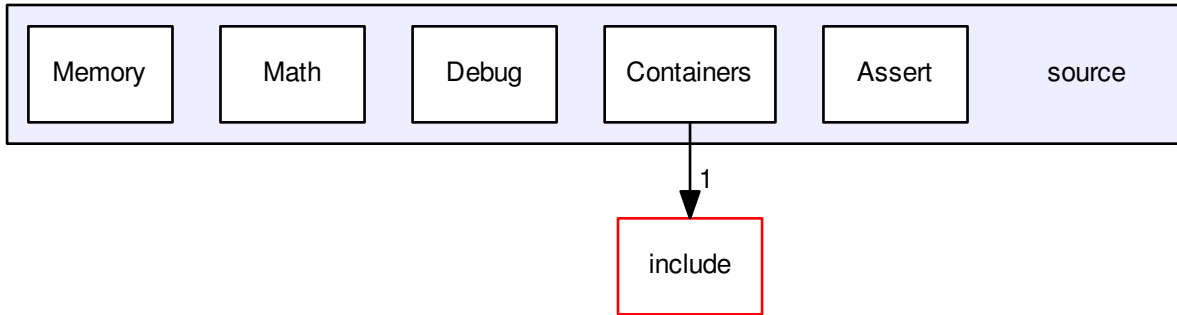 Memory
Math
Debug
Containers
Assert
source
1
include